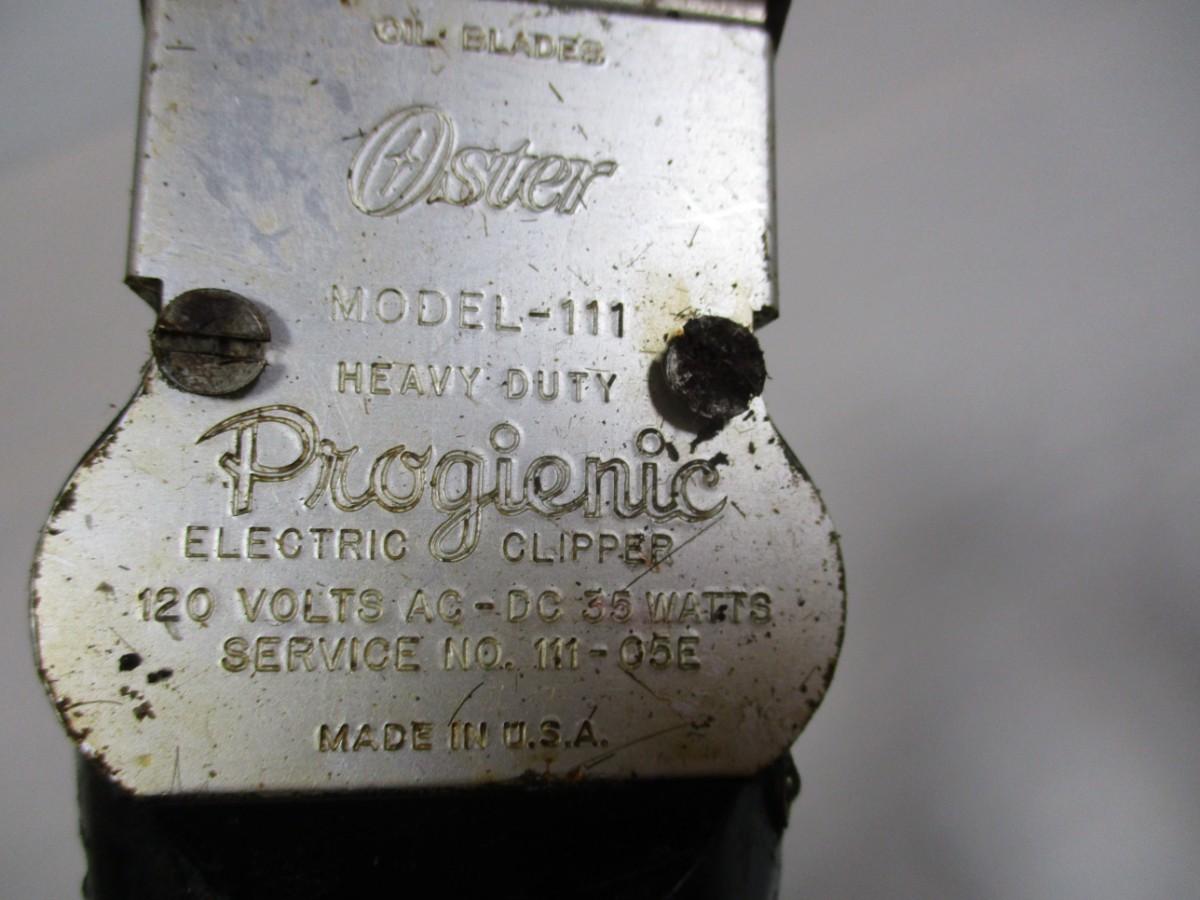 OIL BLADES
Oster
MODEL-111
HEAVY DUTY
Progienic
ELECTRIC CLIPPER
120 VOLTS AC-DC 35 WATTS
SERVICE NO. 111-05E
MADE IN U.S.A.